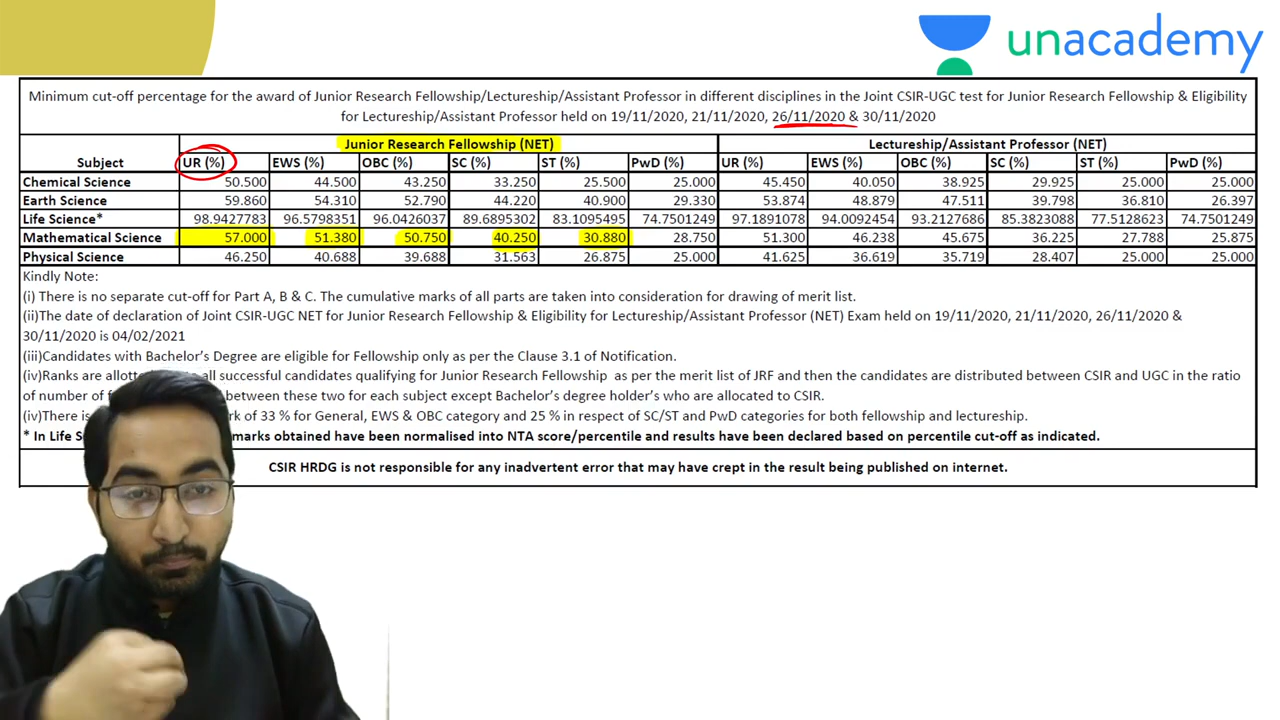 unacademy
Minimum cut-off percentage for the award of Junior Research Fellowship/Lectureship/Assistant Professor in different disciplines in the Joint CSIR-UGC test for Junior Research Fellowship & Eligibility
for Lectureship/Assistant Professor held on 19/11/2020, 21/11/2020, 26/11/2020 & 30/11/2020
Junior Research Fellowship (NET) Lectureship/Assistant Professor (NET)
Subject UR (%) EWS (%) OBC (%) SC (%) ST (%) PwD (%) UR (%) EWS (%) OBC (%) SC (%) ST (%) PwD (%)
Chemical Science 50.500 44.500 43.250 33.250 25.500 25.000 45.450 40.050 38.925 29.925 25.000 25.000
Earth Science 59.860 54.310 52.790 44.220 40.900 29.330 53.874 48.879 47.511 39.798 36.810 26.397
Life Science* 98.9427783 96.5798351 96.0426037 89.6895302 83.1095495 74.7501249 97.1891078 94.0092454 93.2127686 85.3823088 77.5128623 74.7501249
Mathematical Science 57.000 51.380 50.750 40.250 30.880 28.750 51.300 46.238 45.675 36.225 27.788 25.875
Physical Science 46.250 40.688 39.688 31.563 26.875 25.000 41.625 36.619 35.719 28.407 25.000 25.000
Kindly Note:
(i) There is no separate cut-off for Part A, B & C. The cumulative marks of all parts are taken into consideration for drawing of merit list.
(ii)The date of declaration of Joint CSIR-UGC NET for Junior Research Fellowship & Eligibility for Lectureship/Assistant Professor (NET) Exam held on 19/11/2020, 21/11/2020, 26/11/2020 &
30/11/2020 is 04/02/2021
(iii)Candidates with Bachelor's Degree are eligible for Fellowship only as per the Clause 3.1 of Notification.
(iv)Ranks are all successful candidates qualifying for Junior Research Fellowship as per the merit list of JRF and then the candidates are distributed between CSIR and UGC in the ratio
of number of between these two for each subject except Bachelor's degree holder's who are allocated to CSIR.
(iv)There is of 33 % for General, EWS & OBC category and 25 % in respect of SC/ST and PwD categories for both fellowship and lectureship.
* In Life marks obtained have been normalised into NTA score/percentile and results have been declared based on percentile cut-off as indicated.
CSIR HRDG is not responsible for any inadvertent error that may have crept in the result being published on internet.